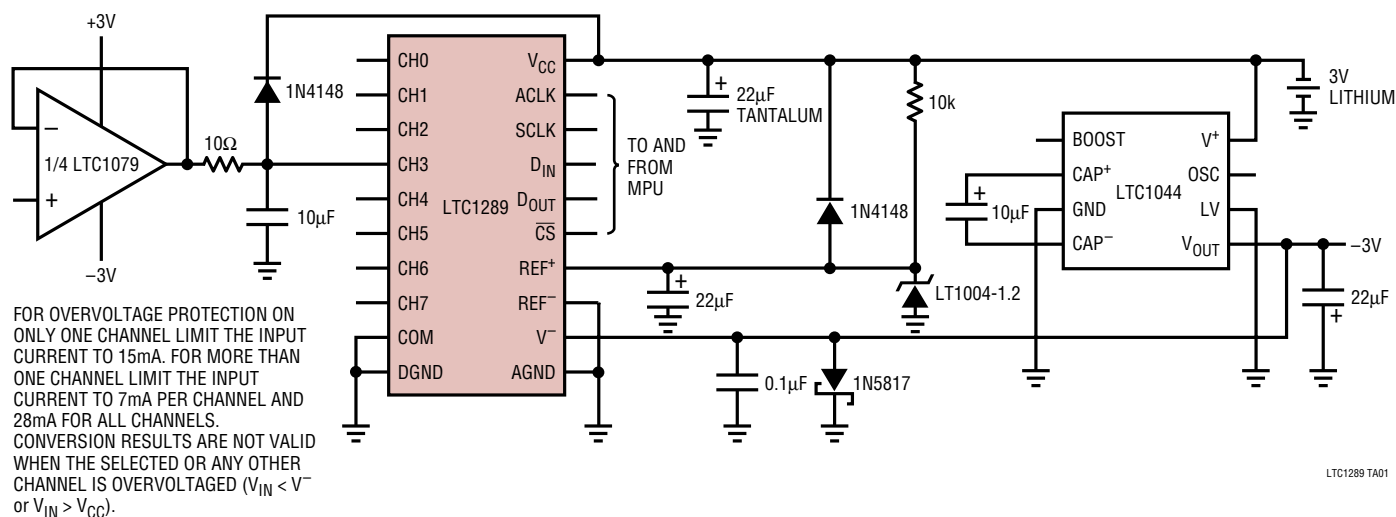 +3V
−
1/4 LTC1079
+
−3V
10Ω
1N4148
10µF
CH0
CH1
CH2
CH3
CH4
CH5
CH6
CH7
COM
DGND
LTC1289
VCC
ACLK
SCLK
DIN
DOUT
CS
REF+
REF−
V−
AGND
+
22µF
TANTALUM
TO AND
FROM
MPU
+
22µF
0.1µF
1N5817
1N4148
10k
LT1004-1.2
+
10µF
BOOST
CAP+
GND
CAP−
LTC1044
V+
OSC
LV
VOUT
3V
LITHIUM
−3V
22µF
+
FOR OVERVOLTAGE PROTECTION ON
ONLY ONE CHANNEL LIMIT THE INPUT
CURRENT TO 15mA. FOR MORE THAN
ONE CHANNEL LIMIT THE INPUT
CURRENT TO 7mA PER CHANNEL AND
28mA FOR ALL CHANNELS.
CONVERSION RESULTS ARE NOT VALID
WHEN THE SELECTED OR ANY OTHER
CHANNEL IS OVERVOLTAGED (VIN < V−
or VIN > VCC).
LTC1289 TA01